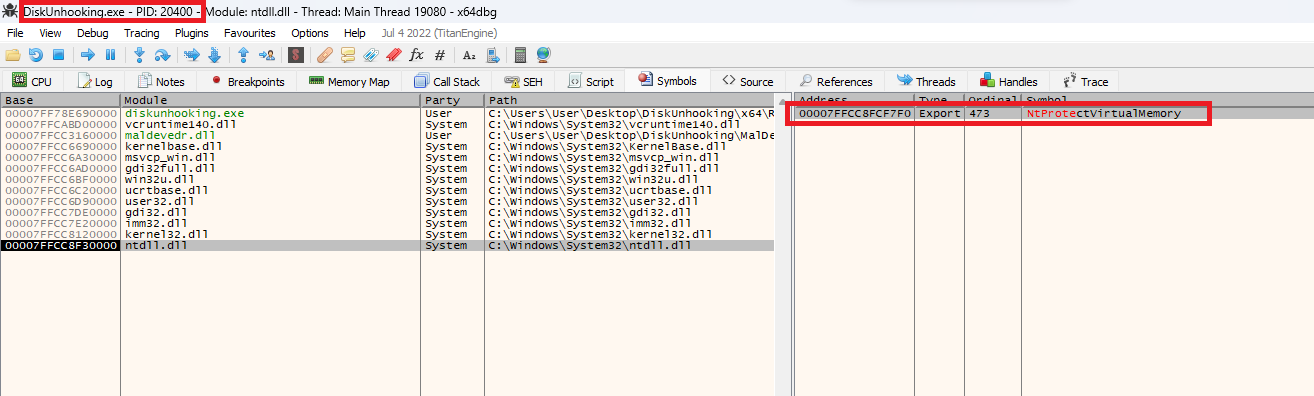 DiskUnhooking.exe - PID: 20400 - Module: ntdll.dll - Thread: Main Thread 19080 - x64dbg
File View Debug Tracing Plugins Favourites Options Help Jul 4 2022 (TitanEngine)
CPU Log Notes Breakpoints Memory Map Call Stack SEH Script Symbols Source References Threads Handles Trace
Base Module Party Path Address Type Ordinal Symbol
00007FF78E690000 diskunhooking.exe User C:\Users\User\Desktop\DiskUnhooking\x64\R 00007FFCC8FCF7F0 Export 473 NtProtectVirtualMemory
00007FFCABD00000 vcruntime140.dll System C:\Windows\System32\vcruntime140.dll
00007FFCC3160000 maldevedr.dll User C:\Users\User\Desktop\DiskUnhooking\MalDe
00007FFCC6690000 kernelbase.dll System C:\Windows\System32\KernelBase.dll
00007FFCC6A30000 msvcp_win.dll System C:\Windows\System32\msvcp_win.dll
00007FFCC6AD0000 gdi32full.dll System C:\Windows\System32\gdi32full.dll
00007FFCC6BF0000 win32u.dll System C:\Windows\System32\win32u.dll
00007FFCC6C20000 ucrtbase.dll System C:\Windows\System32\ucrtbase.dll
00007FFCC6D90000 user32.dll System C:\Windows\System32\user32.dll
00007FFCC7DE0000 gdi32.dll System C:\Windows\System32\gdi32.dll
00007FFCC7E20000 imm32.dll System C:\Windows\System32\imm32.dll
00007FFCC8120000 kernel32.dll System C:\Windows\System32\kernel32.dll
00007FFCC8F30000 ntdll.dll System C:\Windows\System32\ntdll.dll